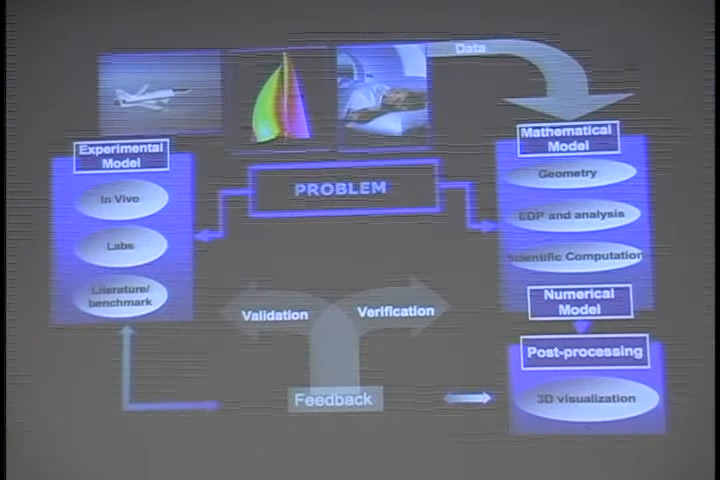 Data
Experimental
Model
In Vivo
Labs
Literature/
benchmark
PROBLEM
Mathematical
Model
Geometry
EDP and analysis
Scientific Computation
Numerical
Model
Post-processing
3D visualization
Validation
Verification
Feedback